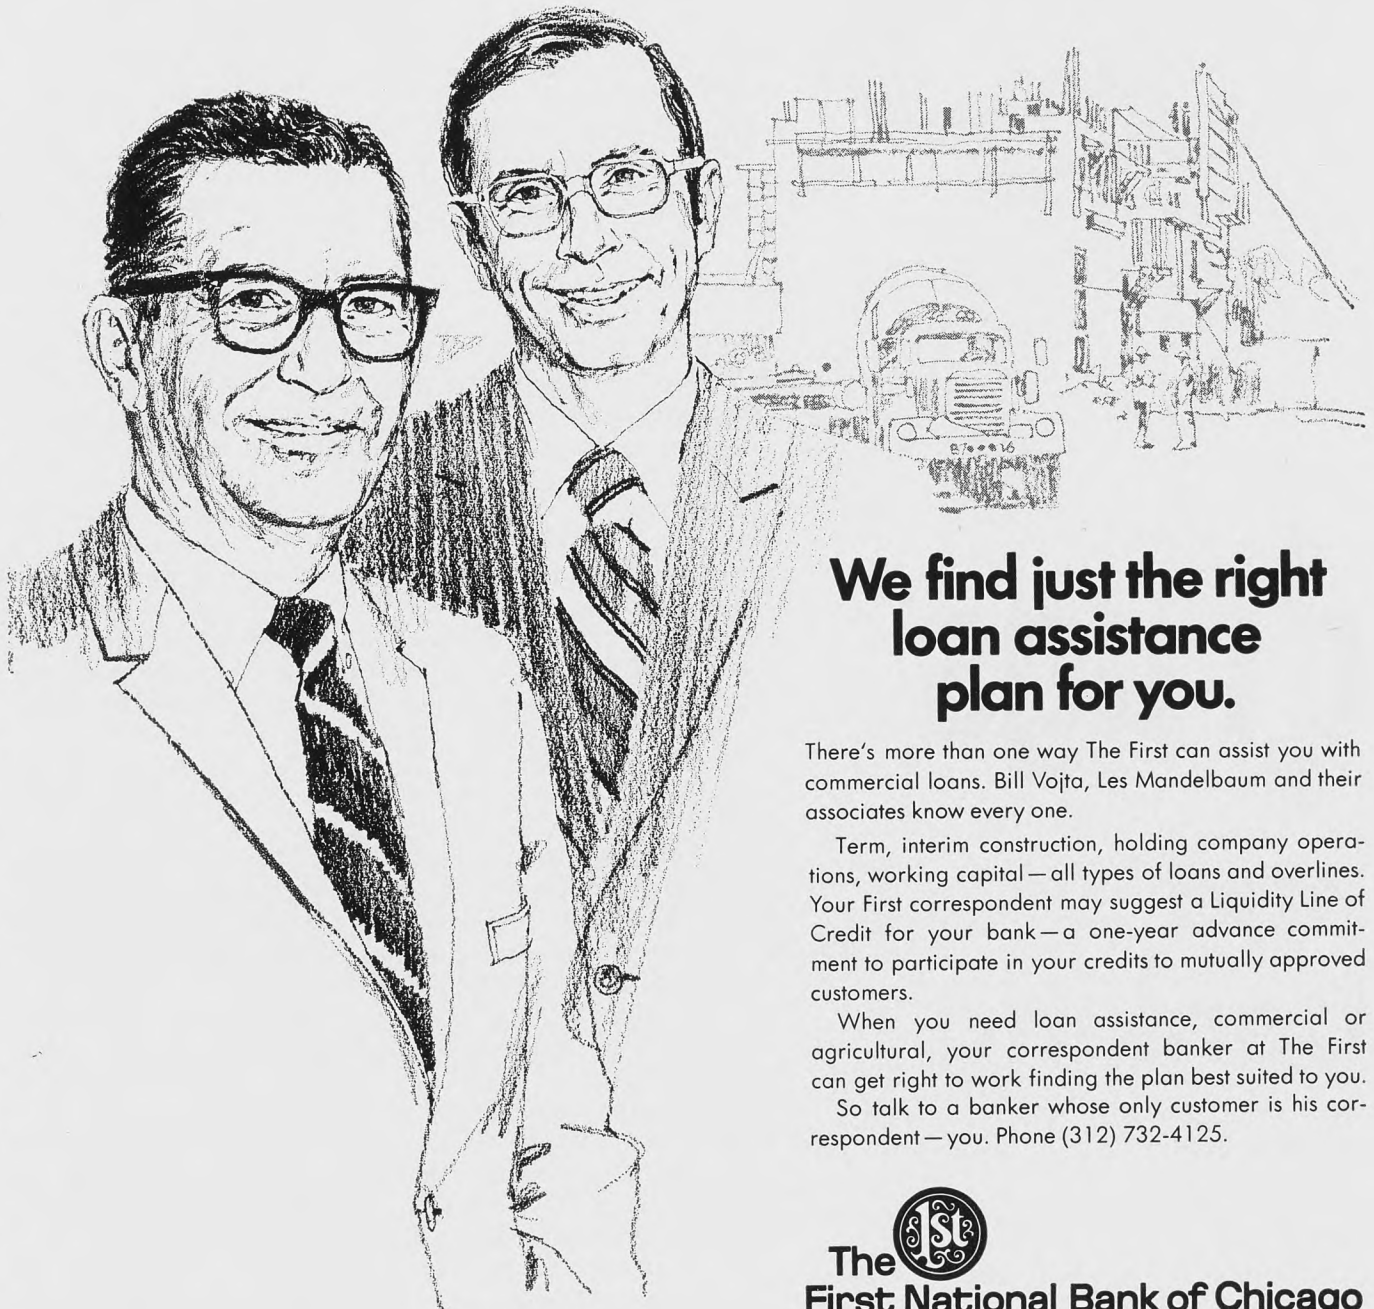 We find just the right
loan assistance
plan for you.
There's more than one way The First can assist you with
commercial loans. Bill Vojta, Les Mandelbaum and their
associates know every one.
Term, interim construction, holding company opera-
tions, working capital — all types of loans and overlines.
Your First correspondent may suggest a Liquidity Line of
Credit for your bank — a one-year advance commit-
ment to participate in your credits to mutually approved
customers.
When you need loan assistance, commercial or
agricultural, your correspondent banker at The First
can get right to work finding the plan best suited to you.
So talk to a banker whose only customer is his cor-
respondent — you. Phone (312) 732-4125.
1st
The
First National Bank of Chicago